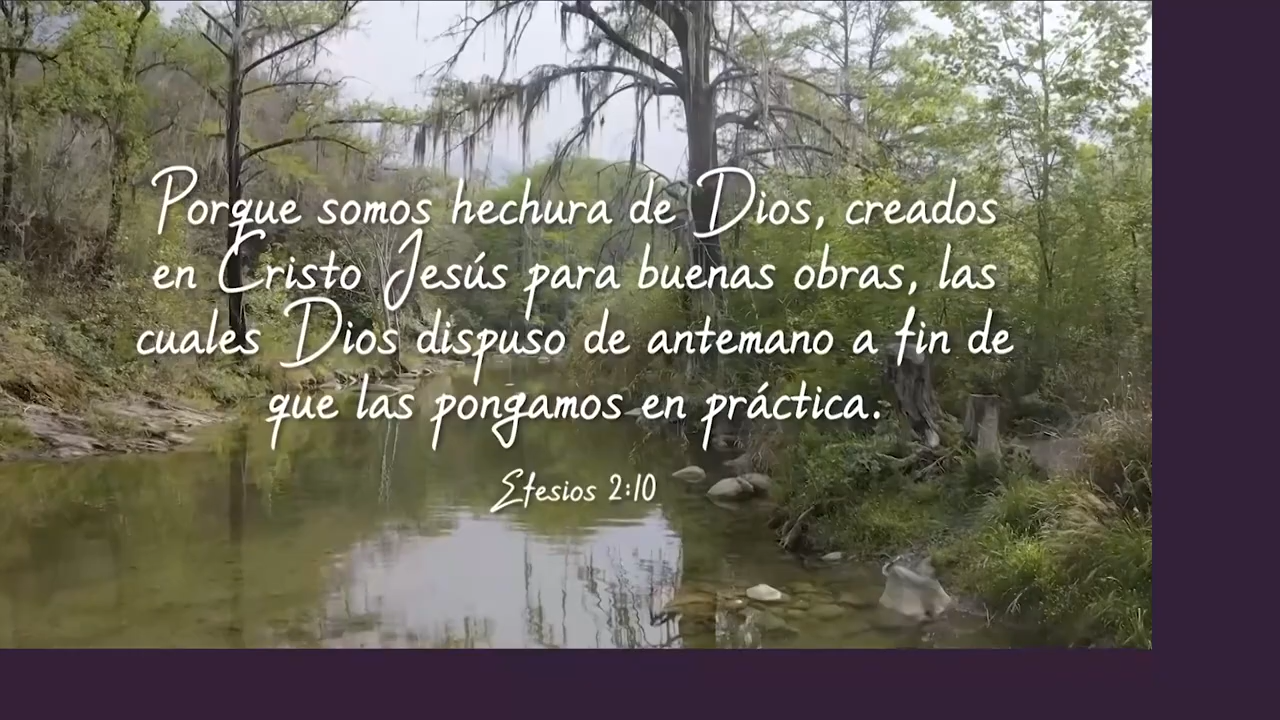 Porque somos hechura de Dios, creados
en Cristo Jesús para buenas obras, las
cuales Dios dispuso de antemano a fin de
que las pongamos en práctica.
Efesios 2:10